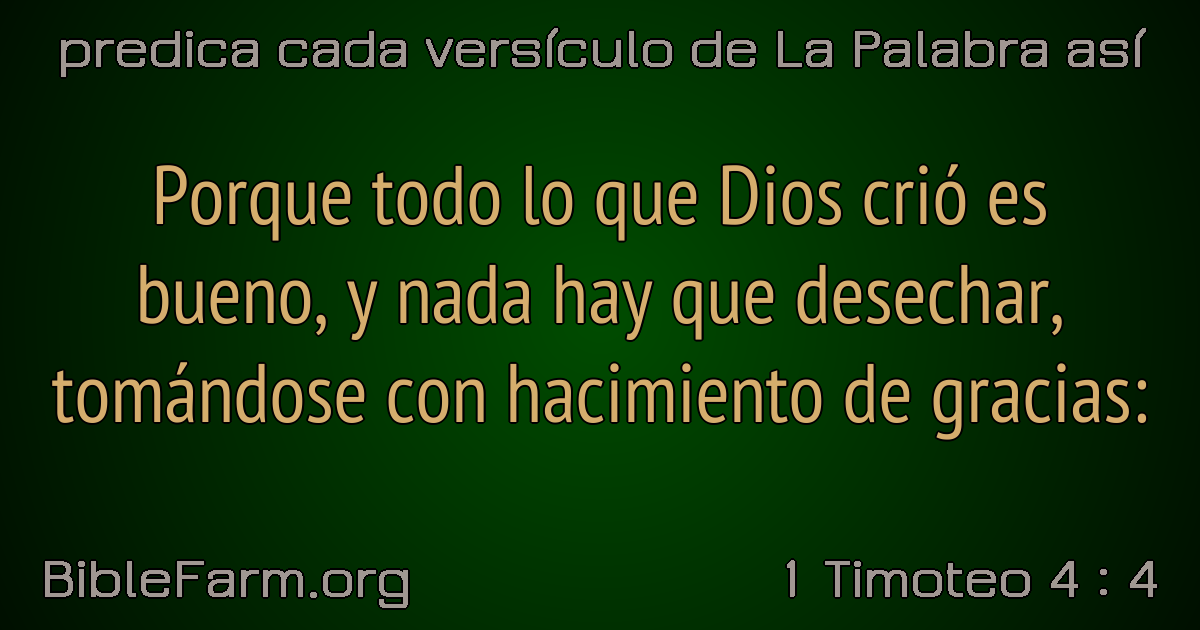 predica cada versículo de La Palabra así
Porque todo lo que Dios crió es
bueno, y nada hay que desechar,
tomándose con hacimiento de gracias:
BibleFarm.org
1 Timoteo 4 : 4